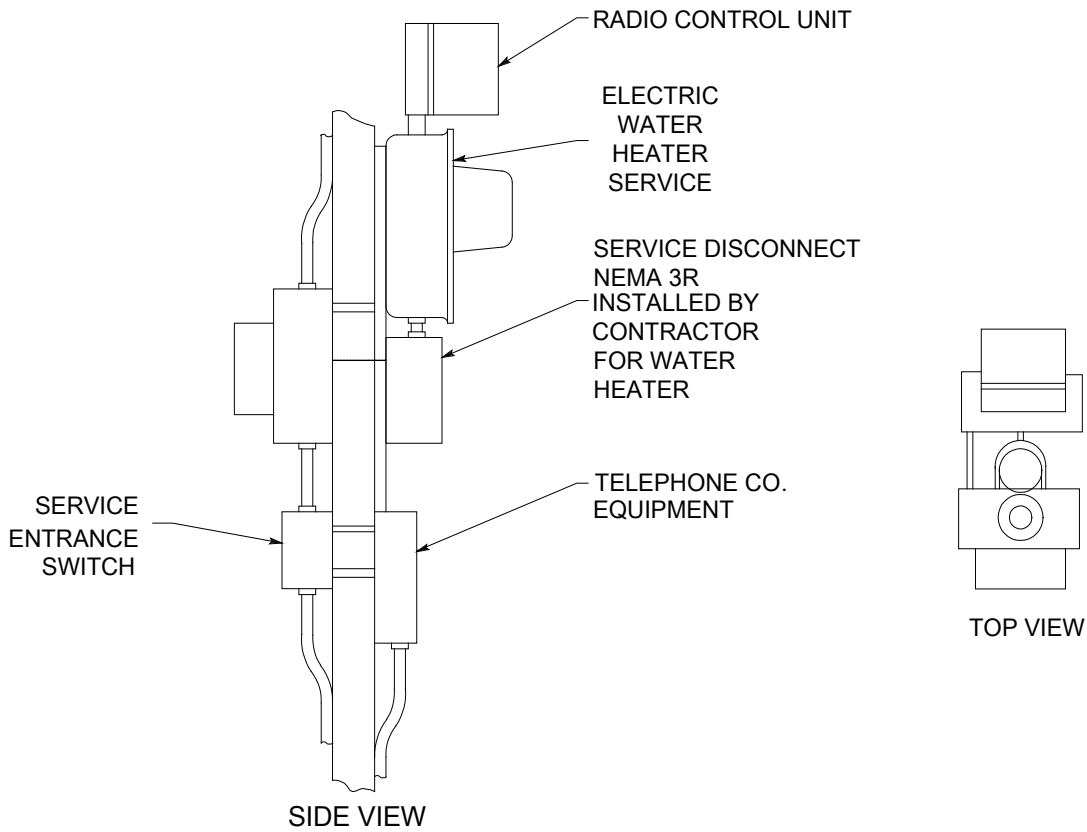 RADIO CONTROL UNIT
ELECTRIC
WATER
HEATER
SERVICE
SERVICE DISCONNECT
NEMA 3R
INSTALLED BY
CONTRACTOR
FOR WATER
HEATER
TELEPHONE CO.
EQUIPMENT
SERVICE
ENTRANCE
SWITCH
TOP VIEW
SIDE VIEW